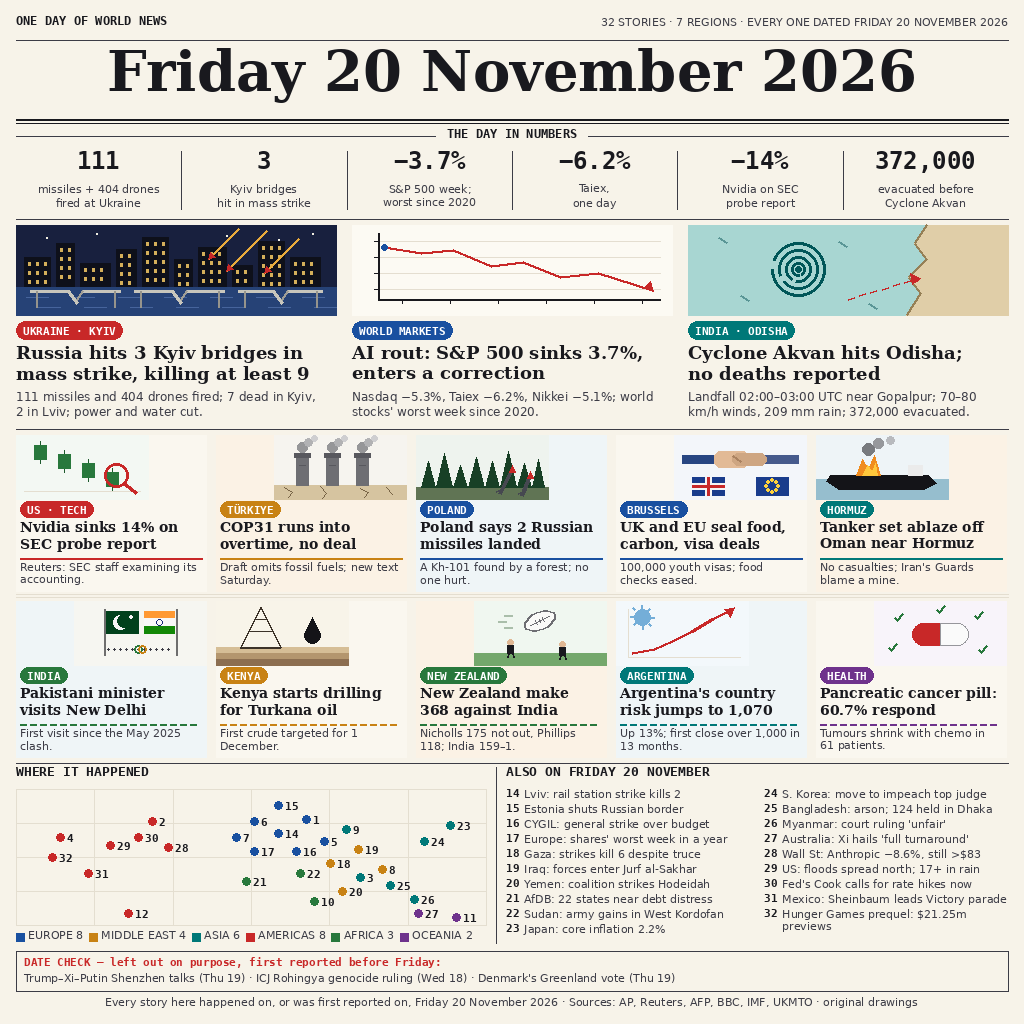 ONE DAY OF WORLD NEWS
32 STORIES · 7 REGIONS · EVERY ONE DATED FRIDAY 20 NOVEMBER 2026
Friday 20 November 2026
THE DAY IN NUMBERS
111
missiles + 404 drones
fired at Ukraine
3
Kyiv bridges
hit in mass strike
−3.7%
S&P 500 week;
worst since 2020
−6.2%
Taiex,
one day
−14%
Nvidia on SEC
probe report
372,000
evacuated before
Cyclone Akvan
UKRAINE · KYIV
Russia hits 3 Kyiv bridges in
mass strike, killing at least 9
111 missiles and 404 drones fired; 7 dead in Kyiv,
2 in Lviv; power and water cut.
WORLD MARKETS
AI rout: S&P 500 sinks 3.7%,
enters a correction
Nasdaq −5.3%, Taiex −6.2%, Nikkei −5.1%; world
stocks' worst week since 2020.
INDIA · ODISHA
Cyclone Akvan hits Odisha;
no deaths reported
Landfall 02:00–03:00 UTC near Gopalpur; 70–80
km/h winds, 209 mm rain; 372,000 evacuated.
US · TECH
Nvidia sinks 14% on
SEC probe report
Reuters: SEC staff examining its
accounting.
TÜRKIYE
COP31 runs into
overtime, no deal
Draft omits fossil fuels; new text
Saturday.
POLAND
Poland says 2 Russian
missiles landed
A Kh-101 found by a forest; no
one hurt.
BRUSSELS
UK and EU seal food,
carbon, visa deals
100,000 youth visas; food
checks eased.
HORMUZ
Tanker set ablaze off
Oman near Hormuz
No casualties; Iran's Guards
blame a mine.
INDIA
Pakistani minister
visits New Delhi
First visit since the May 2025
clash.
KENYA
Kenya starts drilling
for Turkana oil
First crude targeted for 1
December.
NEW ZEALAND
New Zealand make
368 against India
Nicholls 175 not out, Phillips
118; India 159–1.
ARGENTINA
Argentina's country
risk jumps to 1,070
Up 13%; first close over 1,000 in
13 months.
HEALTH
Pancreatic cancer pill:
60.7% respond
Tumours shrink with chemo in
61 patients.
WHERE IT HAPPENED
15
2
6
1
23
9
4
30
7
14
5
24
29
28
17
16
19
32
18
8
31
22
3
21
25
20
10
26
12
27
11
EUROPE 8
MIDDLE EAST 4
ASIA 6
AMERICAS 8
AFRICA 3
OCEANIA 2
ALSO ON FRIDAY 20 NOVEMBER
14 Lviv: rail station strike kills 2
15 Estonia shuts Russian border
16 CYGIL: general strike over budget
17 Europe: shares' worst week in a year
18 Gaza: strikes kill 6 despite truce
19 Iraq: forces enter Jurf al-Sakhar
20 Yemen: coalition strikes Hodeidah
21 AfDB: 22 states near debt distress
22 Sudan: army gains in West Kordofan
23 Japan: core inflation 2.2%
24 S. Korea: move to impeach top judge
25 Bangladesh: arson; 124 held in Dhaka
26 Myanmar: court ruling 'unfair'
27 Australia: Xi hails 'full turnaround'
28 Wall St: Anthropic −8.6%, still >$83
29 US: floods spread north; 17+ in rain
30 Fed's Cook calls for rate hikes now
31 Mexico: Sheinbaum leads Victory parade
32 Hunger Games prequel: $21.25m
previews
DATE CHECK — left out on purpose, first reported before Friday:
Trump–Xi–Putin Shenzhen talks (Thu 19) · ICJ Rohingya genocide ruling (Wed 18) · Denmark's Greenland vote (Thu 19)
Every story here happened on, or was first reported on, Friday 20 November 2026 · Sources: AP, Reuters, AFP, BBC, IMF, UKMTO · original drawings